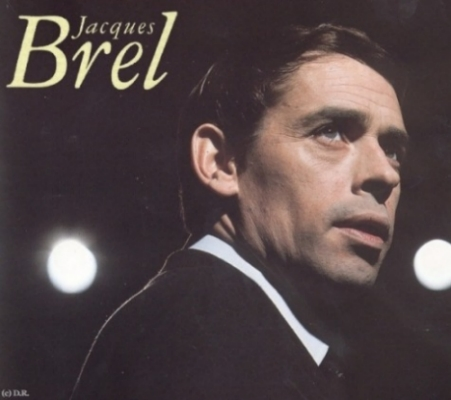 Jacques
Brel
(c) D.R.